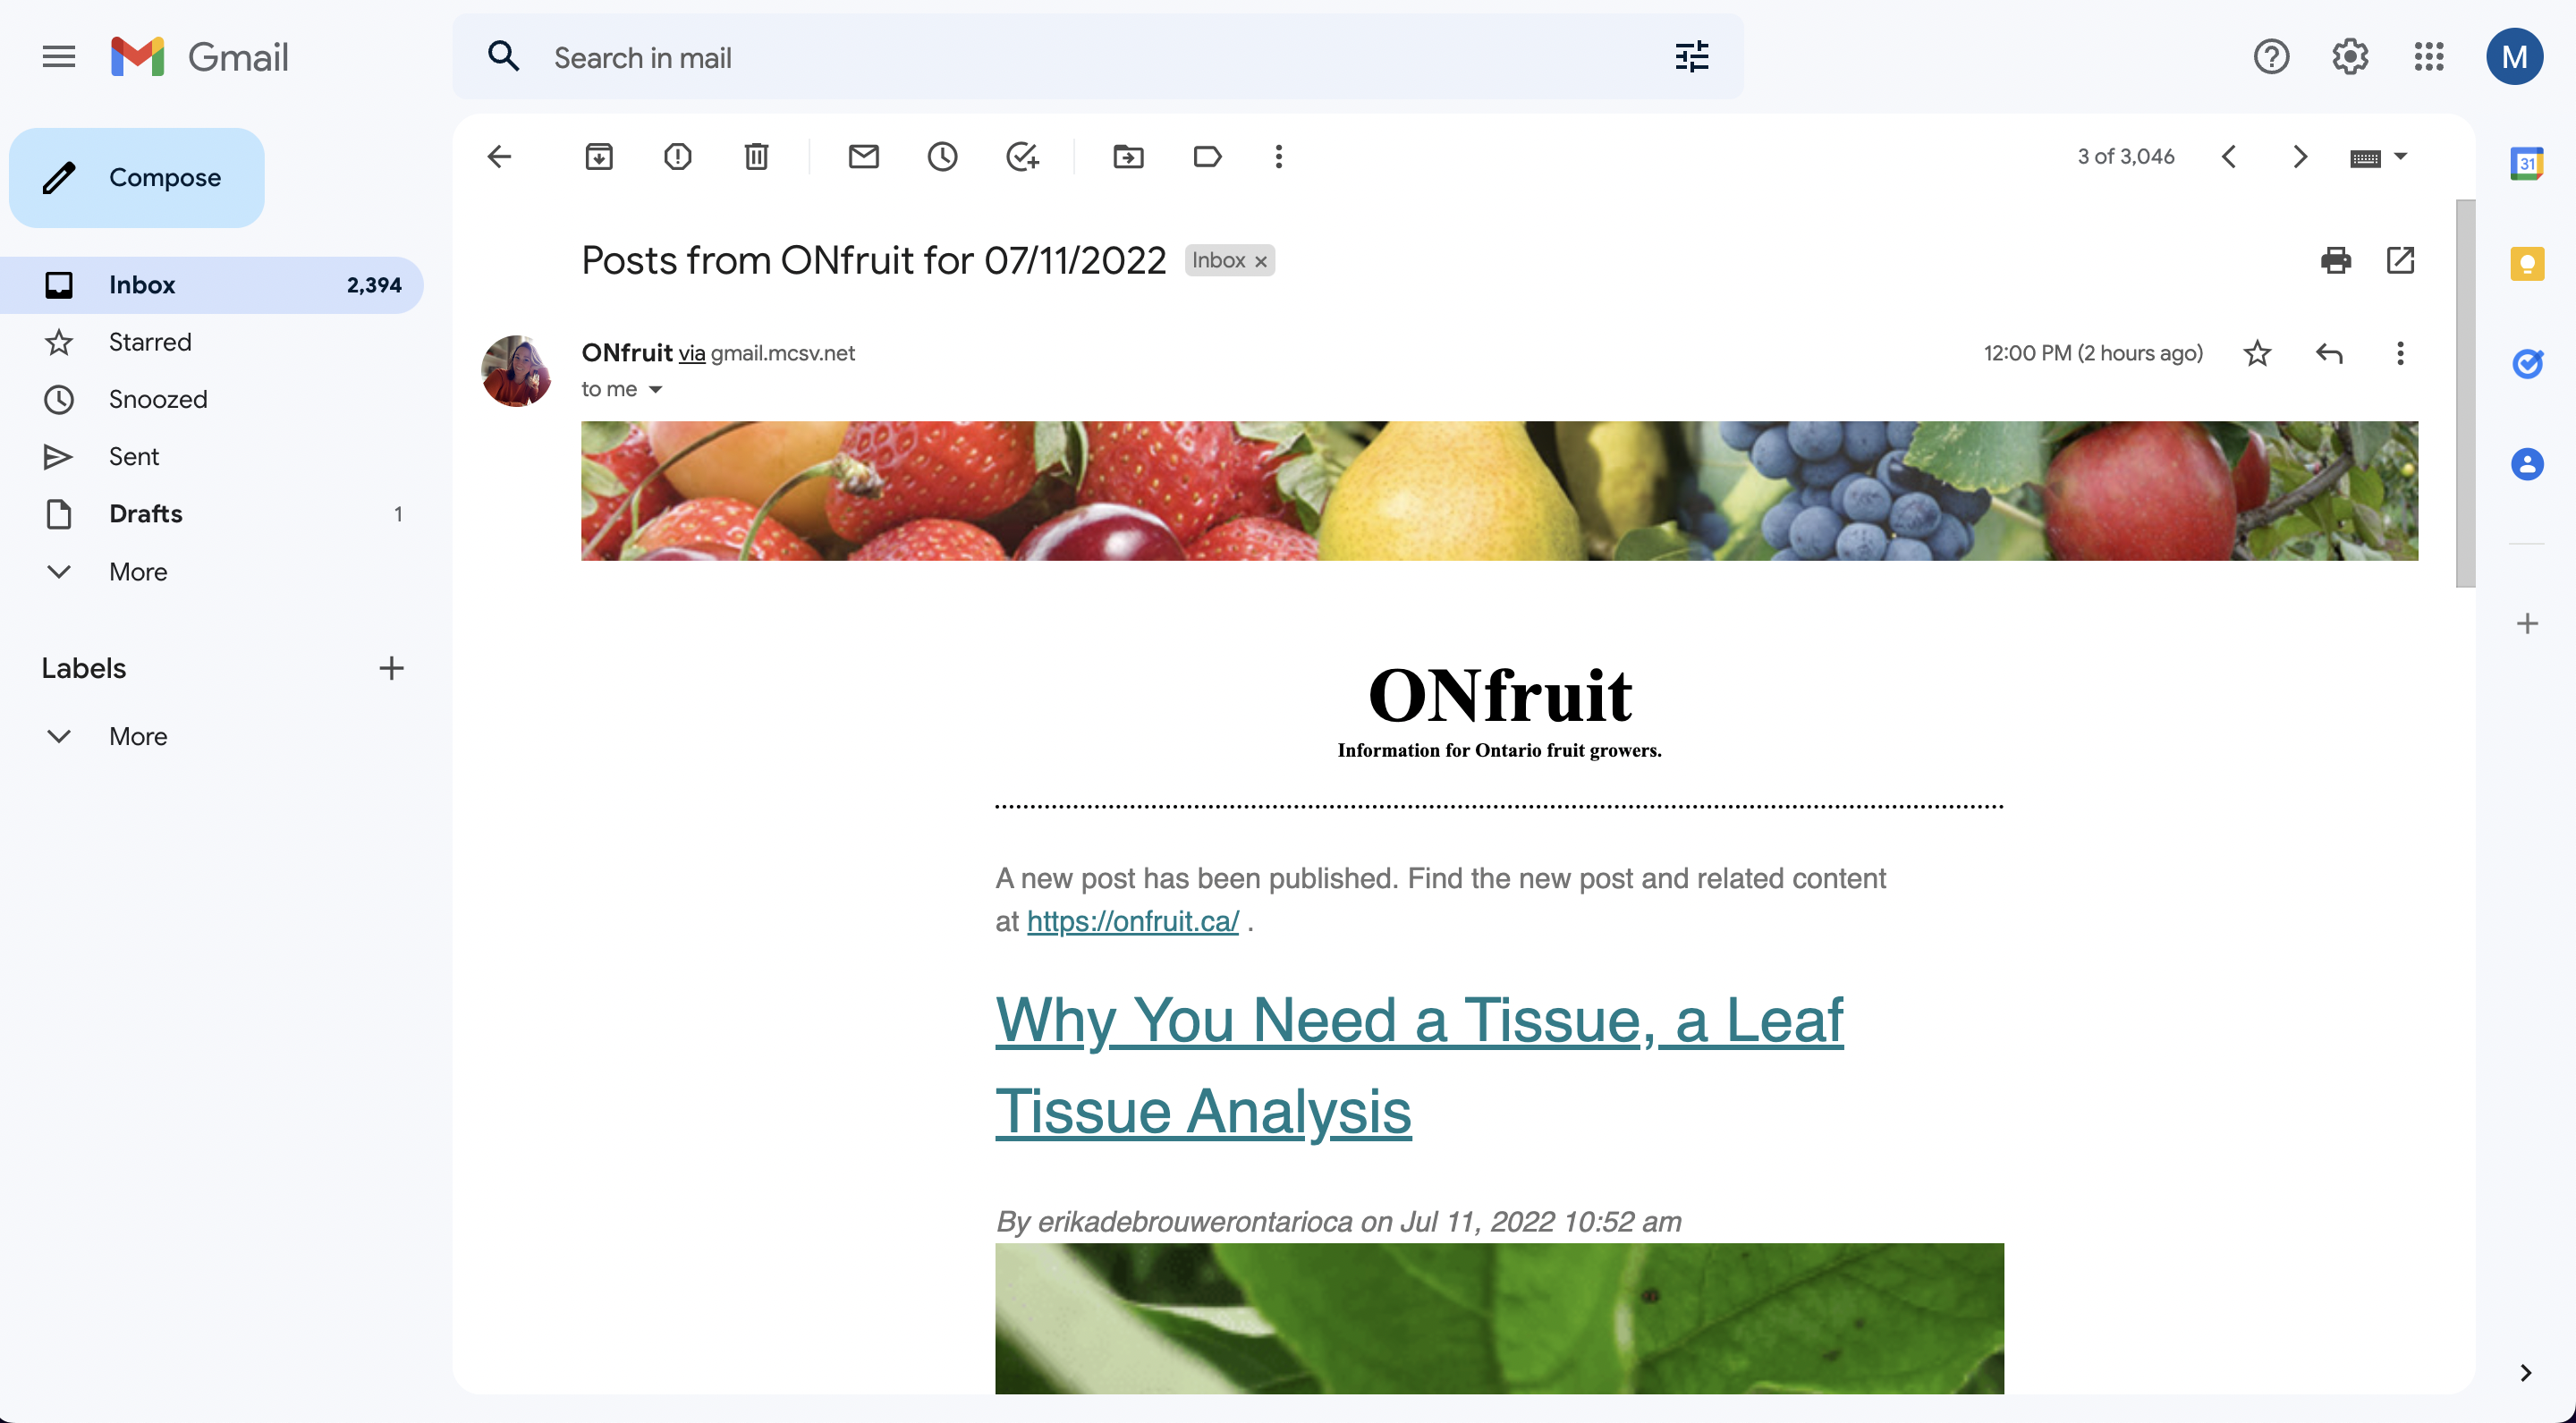 Gmail
Search in mail
M
Compose
3 of 3,046
31
Posts from ONfruit for 07/11/2022 Inbox x
Inbox 2,394
Starred
ONfruit via gmail.mcsv.net
12:00 PM (2 hours ago)
to me
Snoozed
Sent
Drafts 1
More
Labels
More
ONfruit
Information for Ontario fruit growers.
A new post has been published. Find the new post and related content
at https://onfruit.ca/ .
Why You Need a Tissue, a Leaf
Tissue Analysis
By erikadebrouwerontarioca on Jul 11, 2022 10:52 am